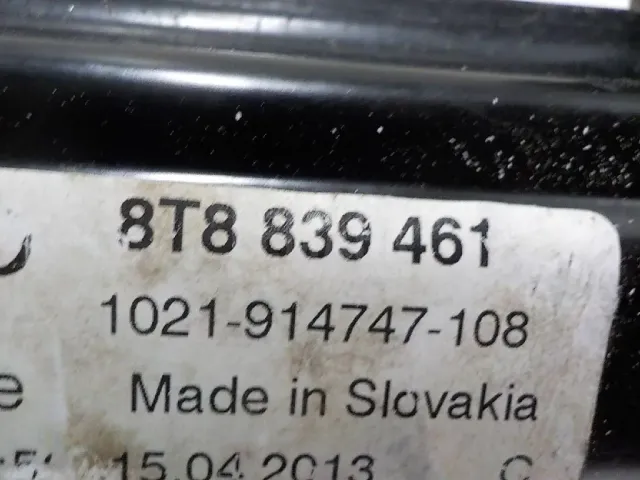 8T8 839 461
1021-914747-108
e Made in Slovakia
15.04.2013 C